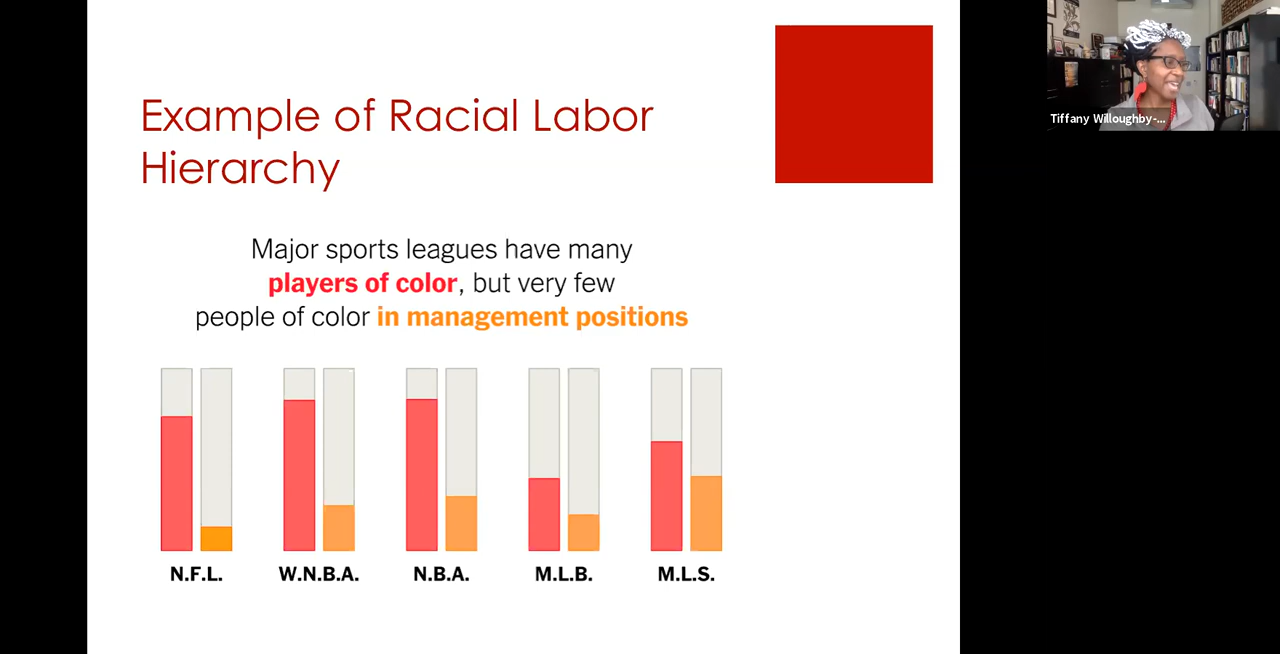 Example of Racial Labor
Hierarchy
Major sports leagues have many
players of color, but very few
people of color in management positions
N.F.L. W.N.B.A. N.B.A. M.L.B. M.L.S.
Tiffany Willoughby-...